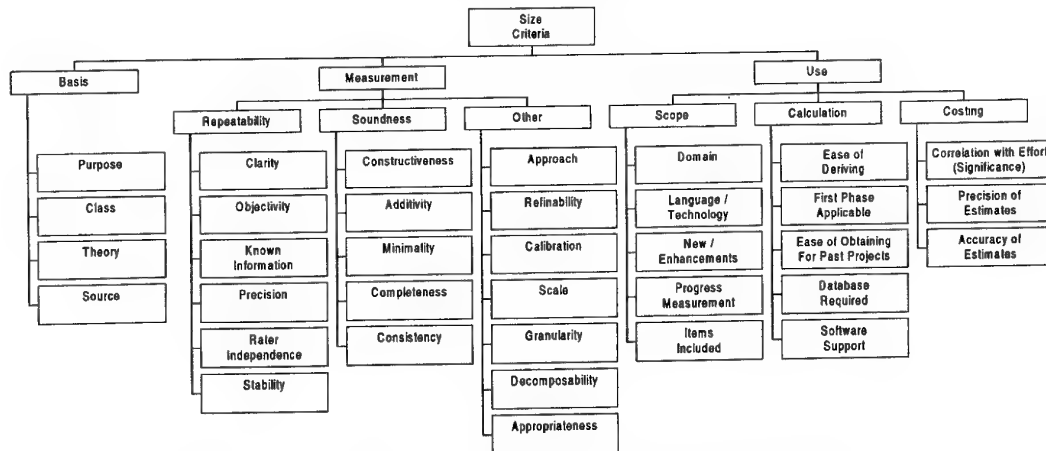 Size
Criteria
Basis
Measurement
Use
Repeatability
Soundness
Other
Scope
Calculation
Costing
Purpose
Class
Theory
Source
Clarity
Objectivity
Known
Information
Precision
Rater
Independence
Stability
Constructiveness
Additivity
Minimality
Completeness
Consistency
Approach
Refinability
Calibration
Scale
Granularity
Decomposability
Appropriateness
Domain
Language /
Technology
New /
Enhancements
Progress
Measurement
Items
Included
Ease of
Deriving
First Phase
Applicable
Ease of Obtaining
For Past Projects
Database
Required
Software
Support
Correlation with Effort
(Significance)
Precision of
Estimates
Accuracy of
Estimates